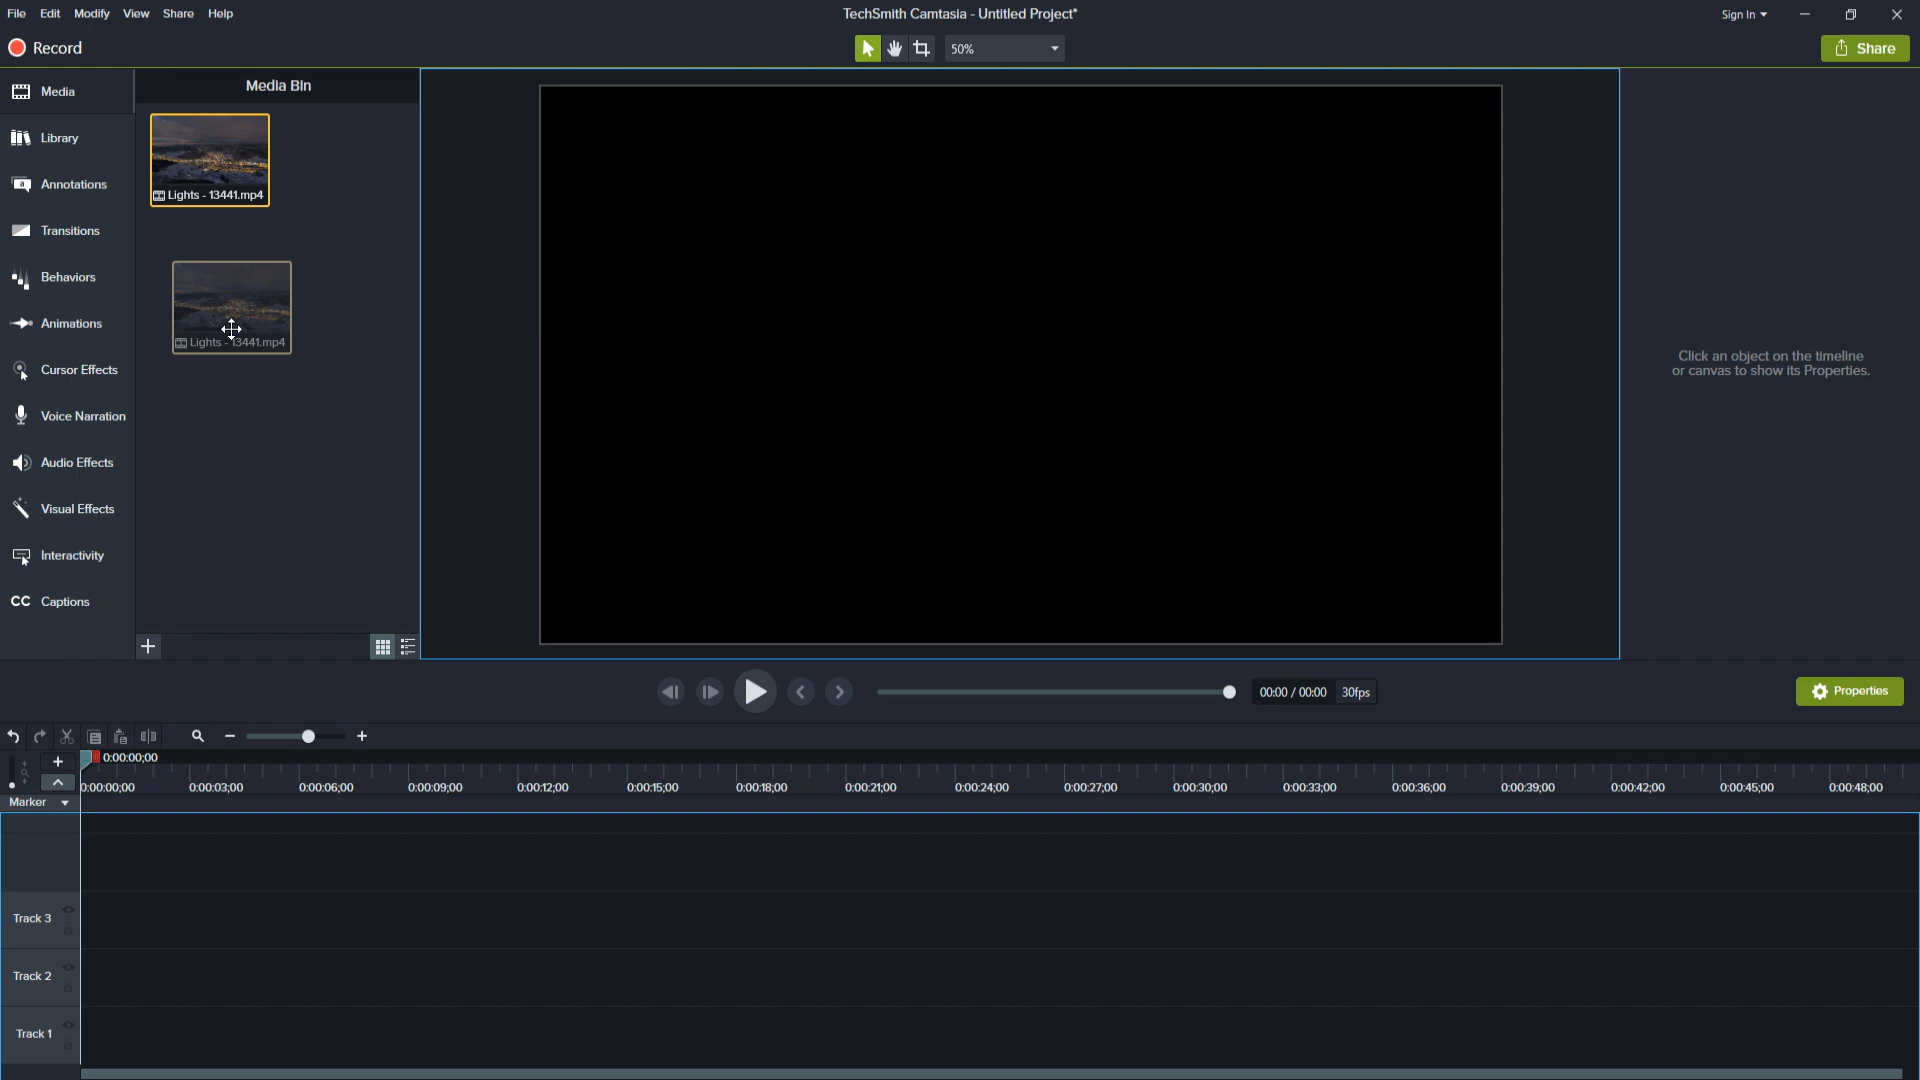 File Edit Modify View Share Help
TechSmith Camtasia - Untitled Project*
Sign In
Record
50%
Share
Media
Library
Annotations
Transitions
Behaviors
Animations
Cursor Effects
Voice Narration
Audio Effects
Visual Effects
Interactivity
CC Captions
Media Bin
Lights - 13441.mp4
Lights - 13441.mp4
Click an object on the timeline
or canvas to show its Properties.
00:00 / 00:00 30fps
Properties
0:00:00;00
0:00:00;00 0:00:03;00 0:00:06;00 0:00:09;00 0:00:12;00 0:00:15;00 0:00:18;00 0:00:21;00 0:00:24;00 0:00:27;00 0:00:30;00 0:00:33;00 0:00:36;00 0:00:39;00 0:00:42;00 0:00:45;00 0:00:48;00
Marker
Track 3
Track 2
Track 1